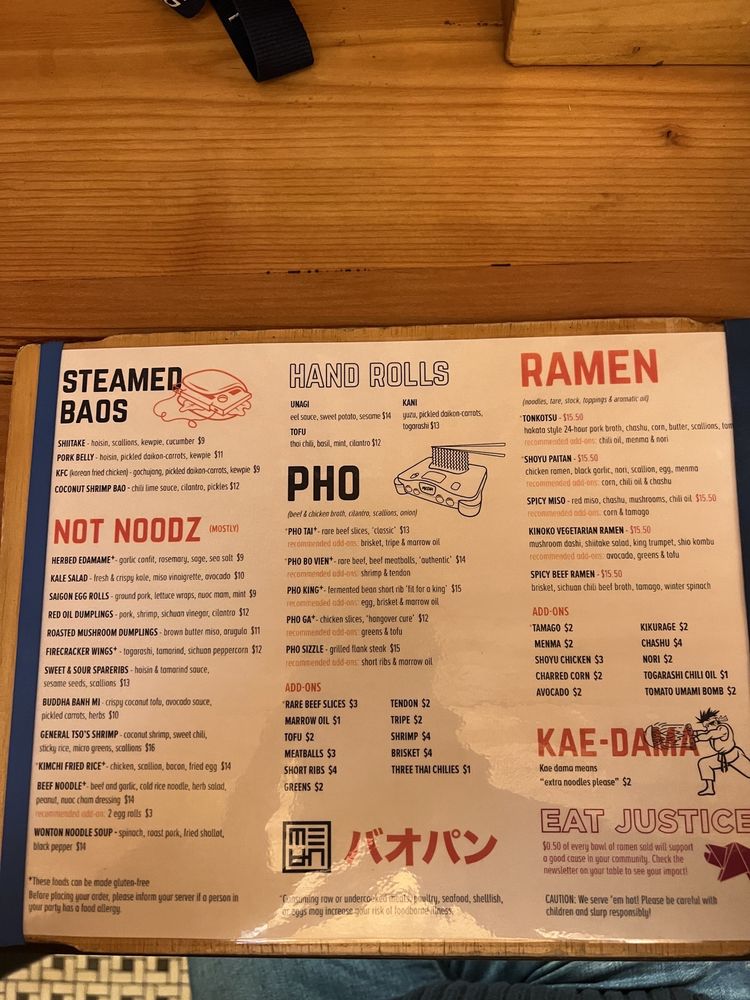 STEAMED
BAOS
SHIITAKE - hoisin, scallions, kewpie, cucumber $9
PORK BELLY - hoisin, pickled daikon-carrots, kewpie $11
KFC (korean fried chicken) - gochujang, pickled daikon-carrots, kewpie $9
COCONUT SHRIMP BAO - chili lime sauce, cilantro, pickles $12
NOT NOODZ (MOSTLY)
HERBED EDAMAME* - garlic confit, rosemary, sage, sea salt $9
KALE SALAD - fresh & crispy kale, miso vinaigrette, avocado $10
SAIGON EGG ROLLS - ground pork, lettuce wraps, nuoc mam, mint $9
RED OIL DUMPLINGS - pork, shrimp, sichuan vinegar, cilantro $12
ROASTED MUSHROOM DUMPLINGS - brown butter miso, arugula $11
FIRECRACKER WINGS* - togarashi, tamarind, sichuan peppercorn $12
SWEET & SOUR SPARERIBS - hoisin & tamarind sauce,
sesame seeds, scallions $13
BUDDHA BANH MI - crispy coconut tofu, avocado sauce,
pickled carrots, herbs $10
GENERAL TSO'S SHRIMP - coconut shrimp, sweet chili,
sticky rice, micro greens, scallions $16
*KIMCHI FRIED RICE* - chicken, scallion, bacon, fried egg $14
BEEF NOODLE* - beef and garlic, cold rice noodle, herb salad,
peanut, nuoc cham dressing $14
recommended add-on: 2 egg rolls $3
WONTON NOODLE SOUP - spinach, roast pork, fried shallot,
black pepper $14
*These foods can be made gluten-free
Before placing your order, please inform your server if a person in
your party has a food allergy.
HAND ROLLS
UNAGI
eel sauce, sweet potato, sesame $14
TOFU
thai chili, basil, mint, cilantro $12
KANI
yuzu, pickled daikon-carrots,
togarashi $13
PHO
(beef & chicken broth, cilantro, scallions, onion)
*PHO TAI* - rare beef slices, 'classic' $13
recommended add-ons: brisket, tripe & marrow oil
*PHO BO VIEN* - rare beef, beef meatballs, 'authentic' $14
recommended add-ons: shrimp & tendon
PHO KING* - fermented bean short rib 'fit for a king' $15
recommended add-ons: egg, brisket & marrow oil
PHO GA* - chicken slices, 'hangover cure' $12
recommended add-ons: greens & tofu
PHO SIZZLE - grilled flank steak $15
recommended add-ons: short ribs & marrow oil
ADD-ONS
*RARE BEEF SLICES $3
MARROW OIL $1
TOFU $2
MEATBALLS $3
SHORT RIBS $4
GREENS $2
TENDON $2
TRIPE $2
SHRIMP $4
BRISKET $4
THREE THAI CHILIES $1
バオパン
*Consuming raw or undercooked meats, poultry, seafood, shellfish,
or eggs may increase your risk of foodborne illness.
RAMEN
(noodles, tare, stock, toppings & aromatic oil)
*TONKOTSU - $15.50
hakata style 24-hour pork broth, chashu, corn, butter, scallions,
recommended add-ons: chili oil, menma & nori
*SHOYU PAITAN - $15.50
chicken ramen, black garlic, nori, scallion, egg, menma
recommended add-ons: corn, chili oil & chashu
SPICY MISO - red miso, chashu, mushrooms, chili oil $15.50
recommended add-ons: corn & tamago
KINOKO VEGETARIAN RAMEN - $15.50
mushroom dashi, shiitake salad, king trumpet, shio kombu
recommended add-ons: avocado, greens & tofu
SPICY BEEF RAMEN - $15.50
brisket, sichuan chili beef broth, tamago, winter spinach
ADD-ONS
*TAMAGO $2
MENMA $2
SHOYU CHICKEN $3
CHARRED CORN $2
AVOCADO $2
KIKURAGE $2
CHASHU $4
NORI $2
TOGARASHI CHILI OIL $1
TOMATO UMAMI BOMB $2
KAE-DAMA
Kae dama means
"extra noodles please" $2
EAT JUSTICE
$0.50 of every bowl of ramen sold will support
a good cause in your community. Check the
newsletter on your table to see your impact!
CAUTION: We serve 'em hot! Please be careful with
children and slurp responsibly!